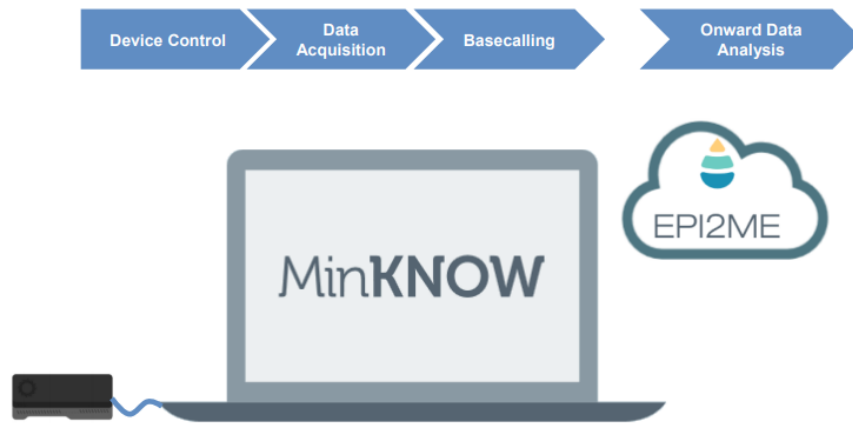 Device Control
Data
Acquisition
Basecalling
Onward Data
Analysis
MinKNOW
EPI2ME